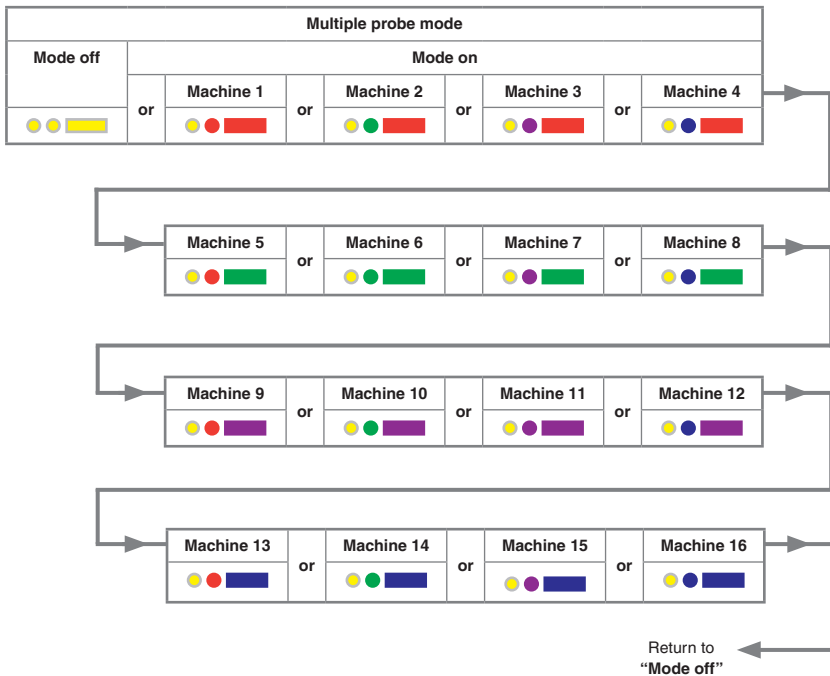 Multiple probe mode
Mode off
Mode on
or
Machine 1
or
Machine 2
or
Machine 3
or
Machine 4
Machine 5
or
Machine 6
or
Machine 7
or
Machine 8
Machine 9
or
Machine 10
or
Machine 11
or
Machine 12
Machine 13
or
Machine 14
or
Machine 15
or
Machine 16
Return to
“Mode off”